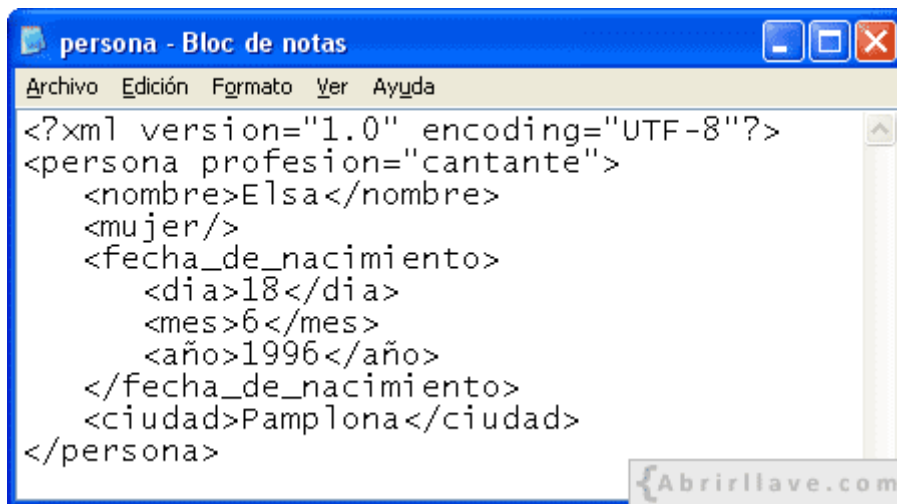 persona - Bloc de notas
Archivo Edición Formato Ver Ayuda
<?xml version="1.0" encoding="UTF-8"?>
<persona profesion="cantante">
<nombre>Elsa</nombre>
<mujer/>
<fecha_de_nacimiento>
<dia>18</dia>
<mes>6</mes>
<año>1996</año>
</fecha_de_nacimiento>
<ciudad>Pamplona</ciudad>
</persona>
{Abrirllave.com